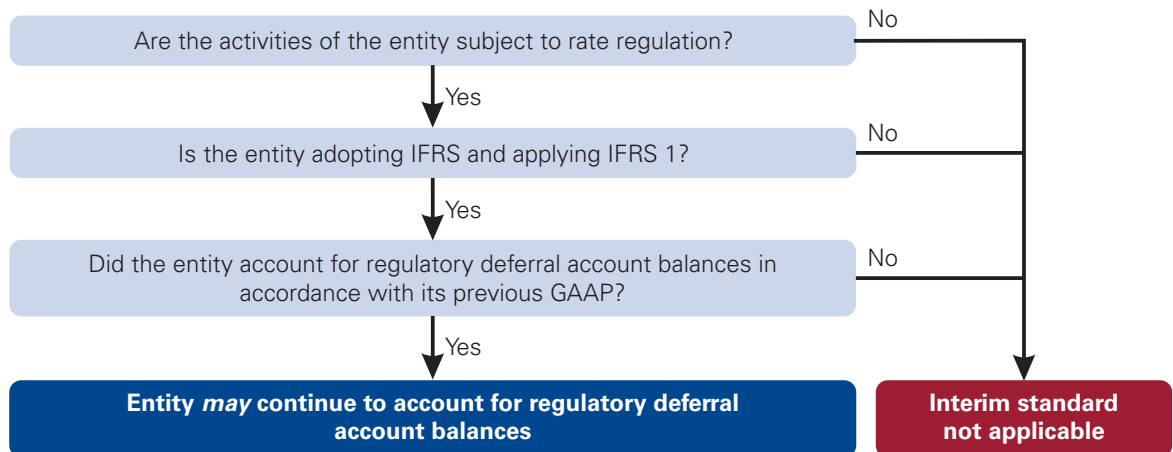 Are the activities of the entity subject to rate regulation?
No
Yes
Is the entity adopting IFRS and applying IFRS 1?
No
Yes
Did the entity account for regulatory deferral account balances in
accordance with its previous GAAP?
No
Yes
Entity may continue to account for regulatory deferral
account balances
Interim standard
not applicable